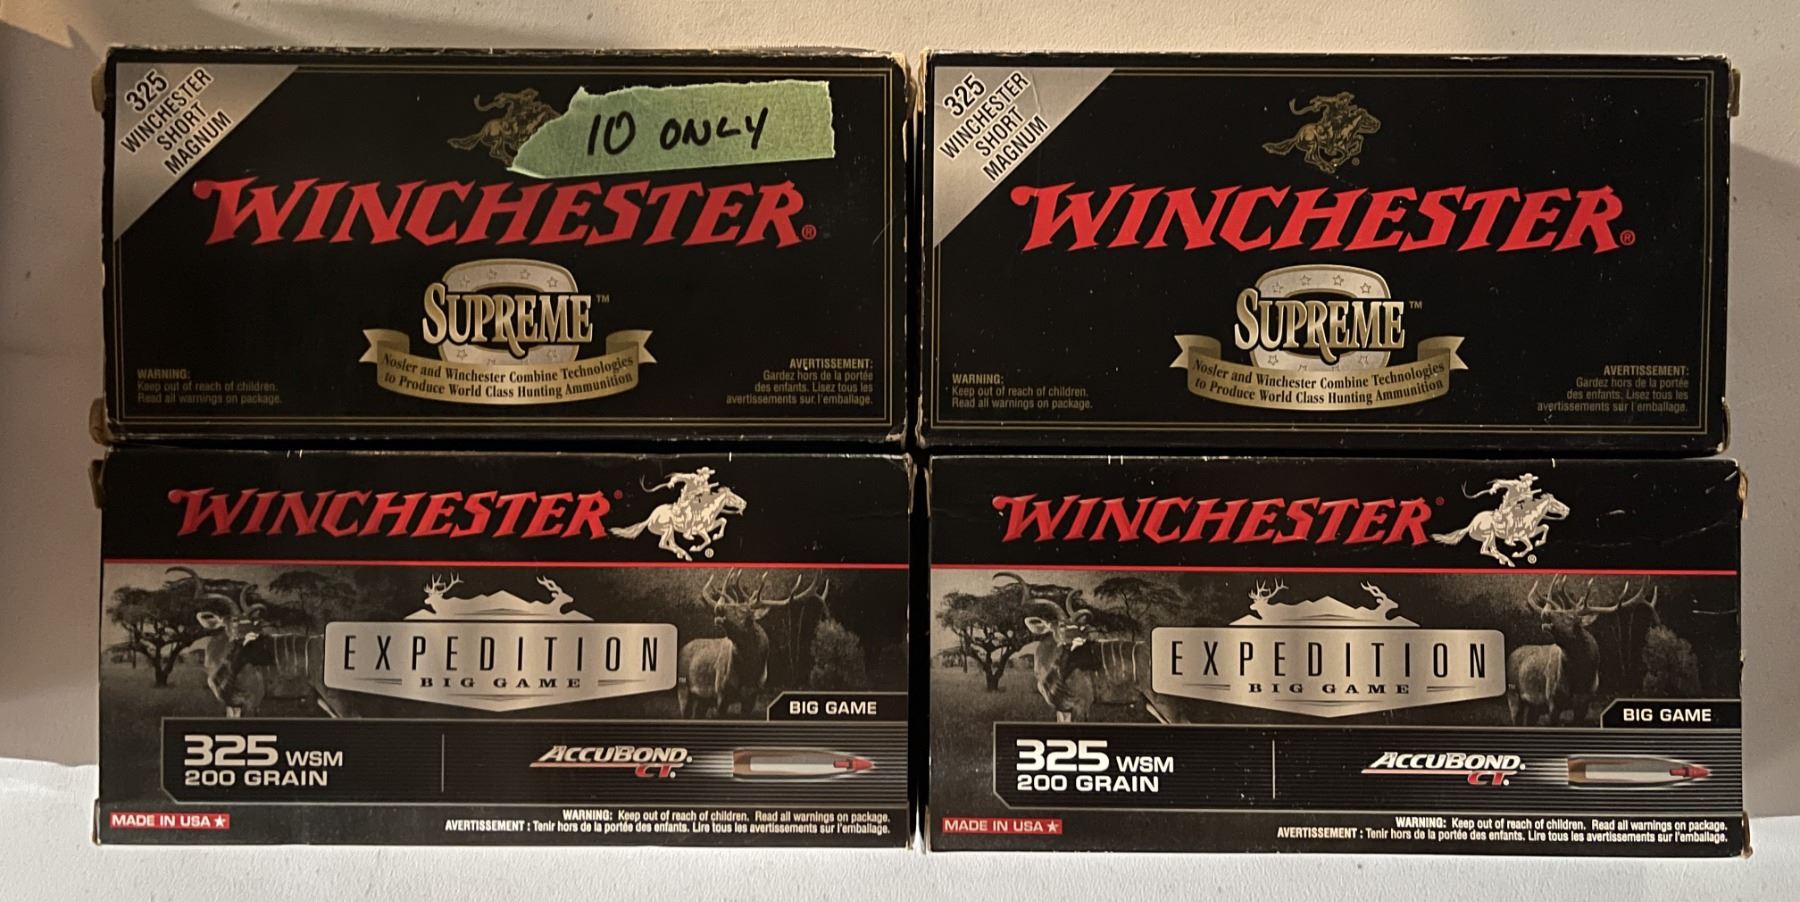 325
WINCHESTER
SHORT
MAGNUM
10 ONLY
WINCHESTER®
SUPREME™
Nosler and Winchester Combine Technologies
to Produce World Class Hunting Ammunition
WARNING:
Keep out of reach of children.
Read all warnings on package.
AVERTISSEMENT:
Gardez hors de la portée
des enfants. Lisez tous les
avertissements sur l'emballage.
325
WINCHESTER
SHORT
MAGNUM
WINCHESTER®
SUPREME™
Nosler and Winchester Combine Technologies
to Produce World Class Hunting Ammunition
WARNING:
Keep out of reach of children.
Read all warnings on package.
AVERTISSEMENT:
Gardez hors de la portée
des enfants. Lisez tous les
avertissements sur l'emballage.
WINCHESTER®
EXPEDITION
BIG GAME
BIG GAME
325 WSM
200 GRAIN
ACCUBOND®
CT®
MADE IN USA ★
WARNING: Keep out of reach of children. Read all warnings on package.
AVERTISSEMENT : Tenir hors de la portée des enfants. Lire tous les avertissements sur l'emballage.
WINCHESTER®
EXPEDITION
BIG GAME
BIG GAME
325 WSM
200 GRAIN
ACCUBOND®
CT®
MADE IN USA ★
WARNING: Keep out of reach of children. Read all warnings on package.
AVERTISSEMENT : Tenir hors de la portée des enfants. Lire tous les avertissements sur l'emballage.